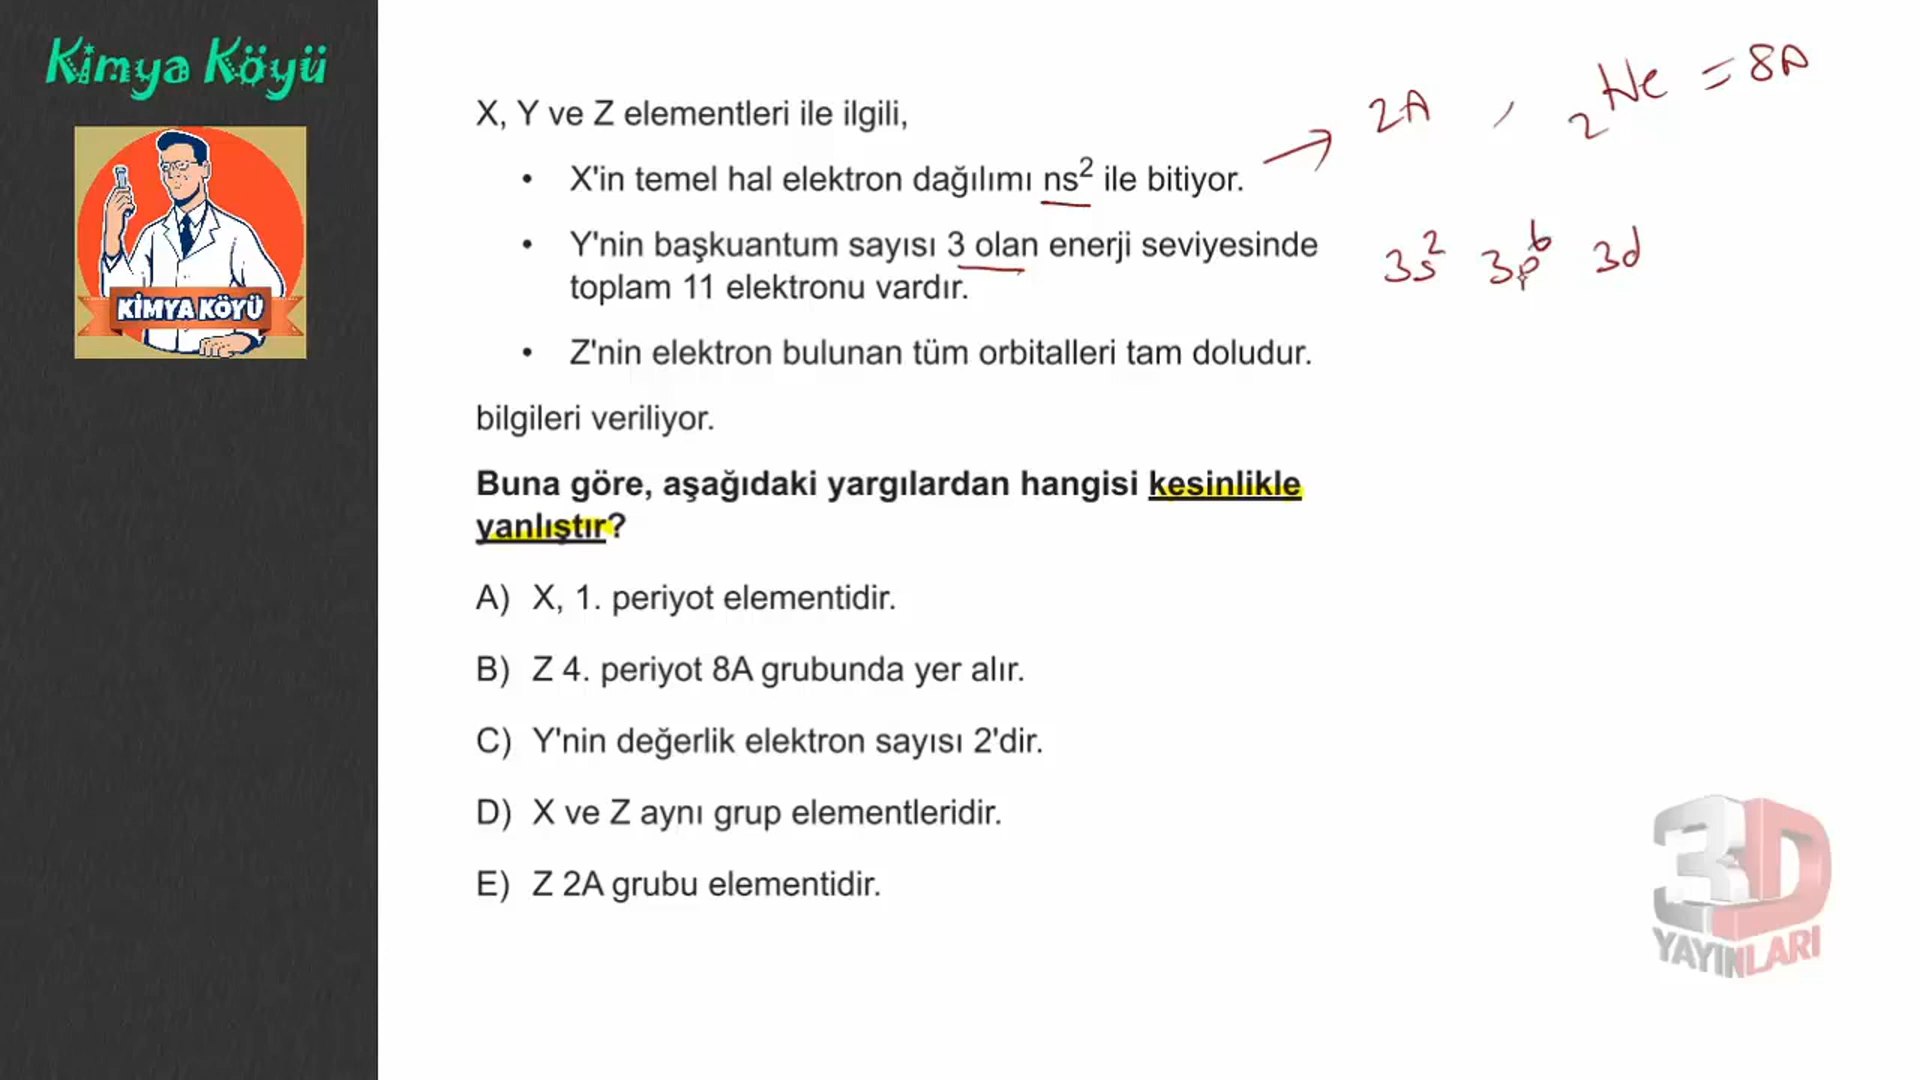 Kimya Köyü
KİMYA KÖYÜ
X, Y ve Z elementleri ile ilgili,
• X'in temel hal elektron dağılımı ns² ile bitiyor.
→ 2A , ₂He = 8A
• Y'nin başkuantum sayısı 3 olan enerji seviyesinde
toplam 11 elektronu vardır.
3s² 3p⁶ 3d
• Z'nin elektron bulunan tüm orbitalleri tam doludur.
bilgileri veriliyor.
Buna göre, aşağıdaki yargılardan hangisi kesinlikle
yanlıştır?
A) X, 1. periyot elementidir.
B) Z 4. periyot 8A grubunda yer alır.
C) Y'nin değerlik elektron sayısı 2'dir.
D) X ve Z aynı grup elementleridir.
E) Z 2A grubu elementidir.
3D
YAYINLARI